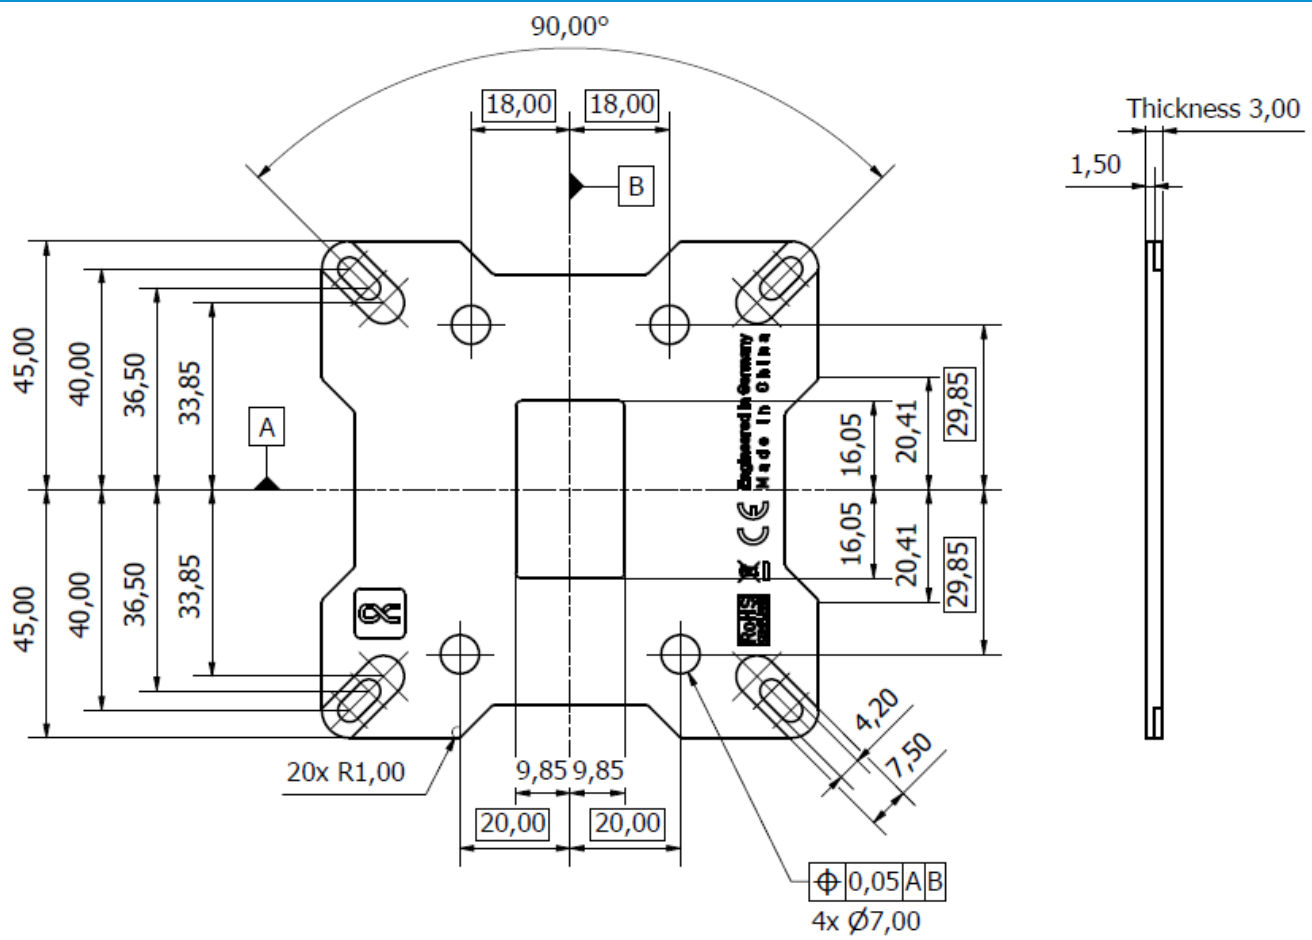 90,00°
18,00 18,00
Thickness 3,00
1,50
B
45,00
40,00
36,50
33,85
A
Engineered in Germany
Made in China
16,05
20,41
29,85
45,00
40,00
36,50
33,85
16,05
20,41
29,85
CE
RoHS
20x R1,00
9,85 9,85
20,00 20,00
4,20
7,50
⌖ 0,05 A B
4x Ø7,00